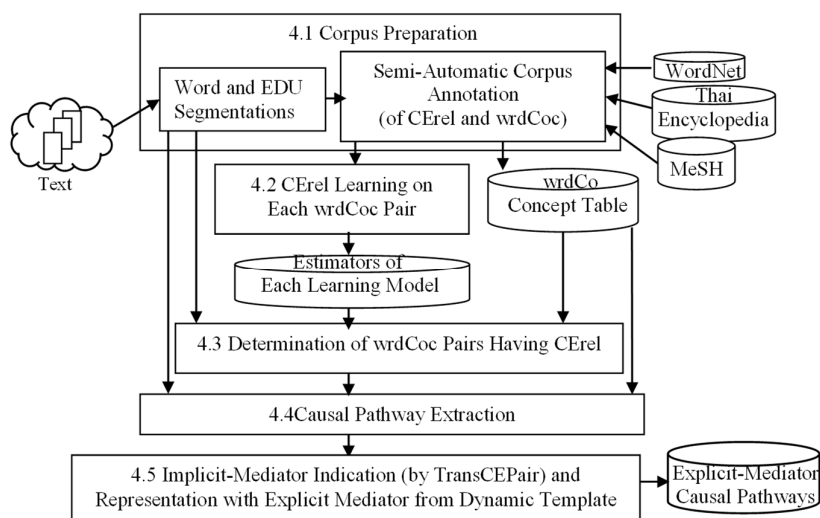 4.1 Corpus Preparation
Word and EDU
Segmentations
Semi-Automatic Corpus
Annotation
(of CErel and wrdCoc)
WordNet
Thai
Encyclopedia
MeSH
Text
4.2 CErel Learning on
Each wrdCoc Pair
wrdCo
Concept Table
Estimators of
Each Learning Model
4.3 Determination of wrdCoc Pairs Having CErel
4.4Causal Pathway Extraction
4.5 Implicit-Mediator Indication (by TransCEPair) and
Representation with Explicit Mediator from Dynamic Template
Explicit-Mediator
Causal Pathways